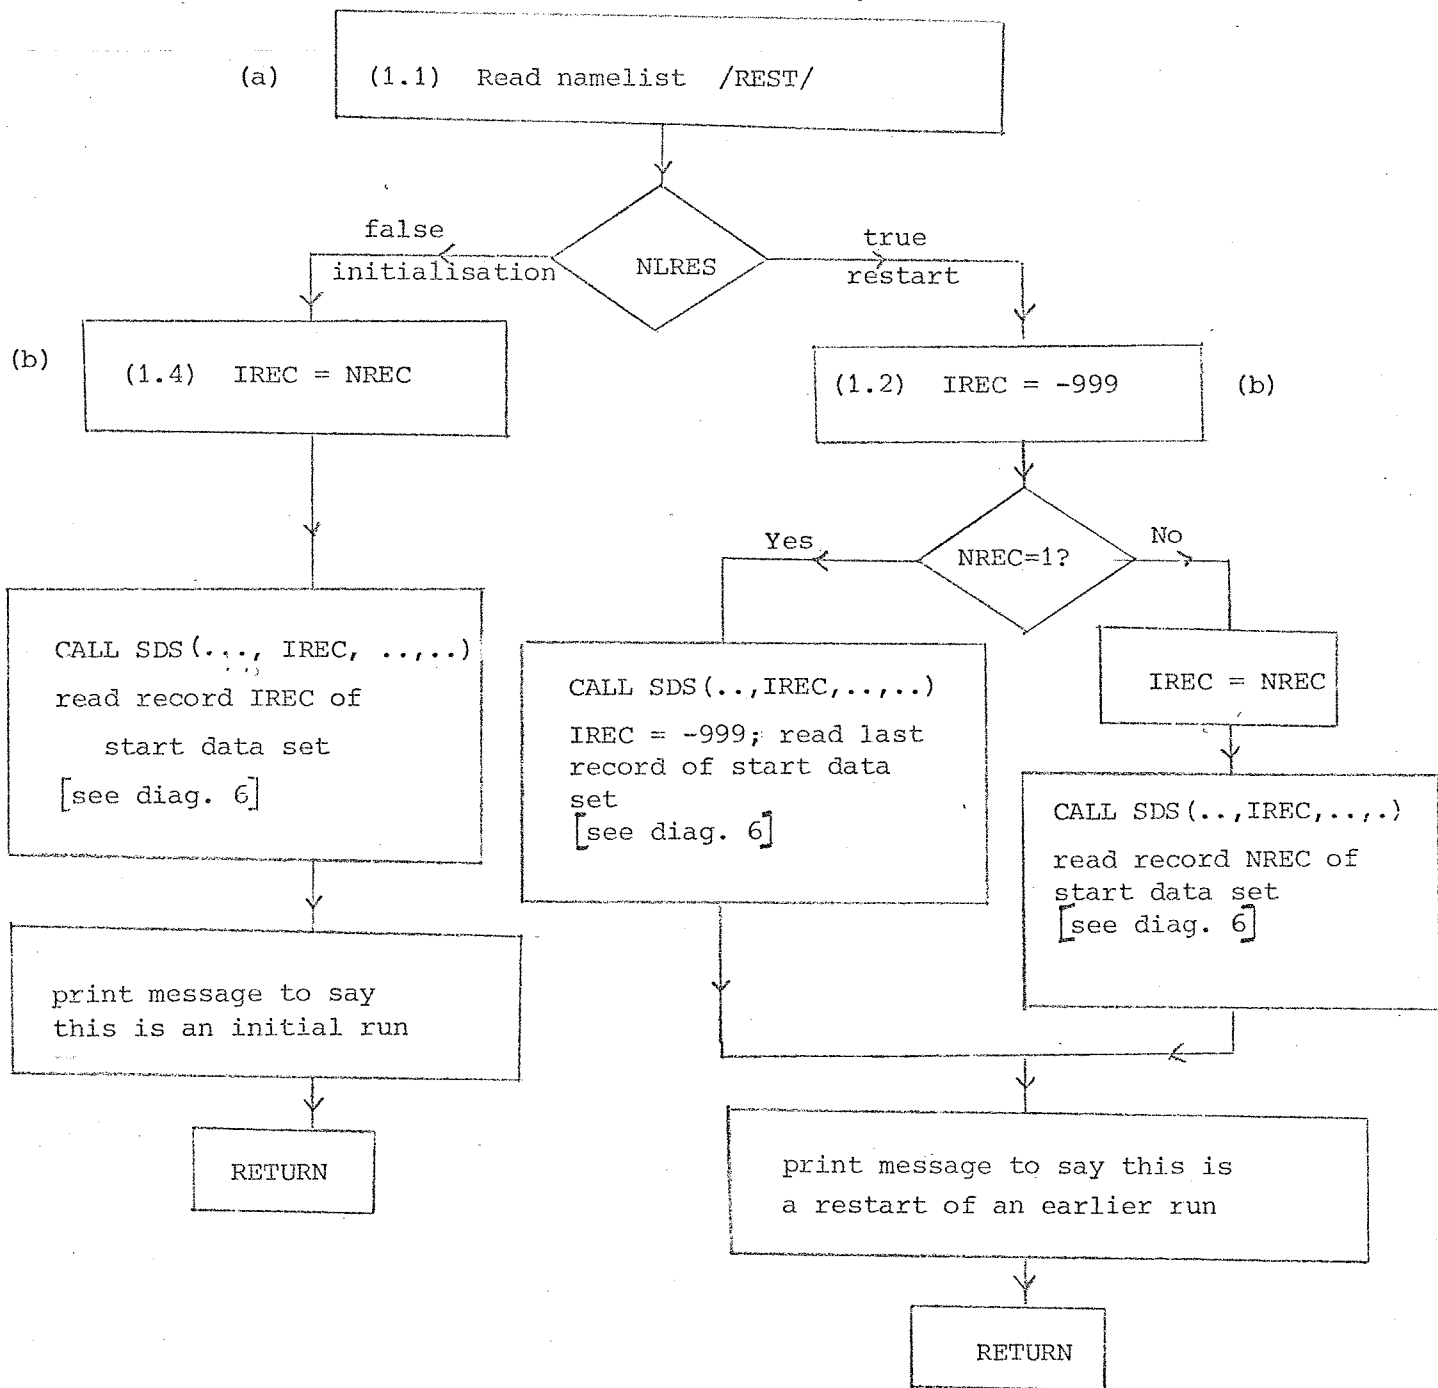 (a) (1.1) Read namelist /REST/
false
initialisation
NLRES
true
restart
(b) (1.4) IREC = NREC
(1.2) IREC = -999 (b)
Yes
NREC=1?
No
CALL SDS(..., IREC, ..,..)
read record IREC of
start data set
[see diag. 6]
CALL SDS(..,IREC,..,..)
IREC = -999; read last
record of start data
set
[see diag. 6]
IREC = NREC
CALL SDS(..,IREC,..,.)
read record NREC of
start data set
[see diag. 6]
print message to say
this is an initial run
RETURN
print message to say this is
a restart of an earlier run
RETURN